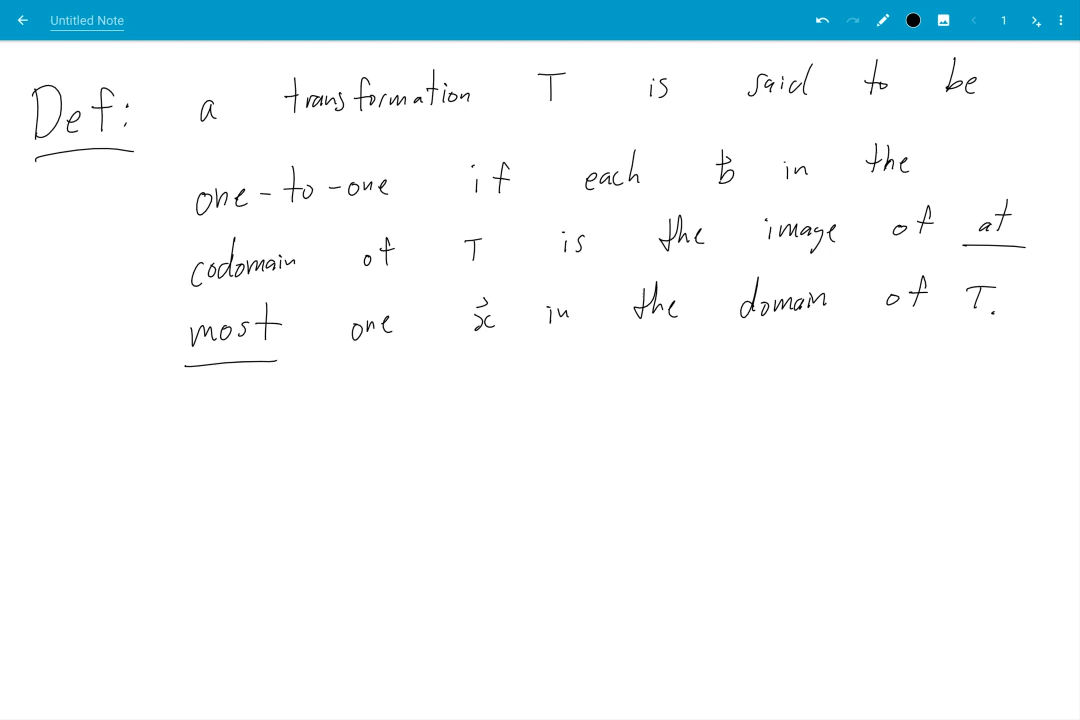 Untitled Note
1
Def: a transformation T is said to be
one-to-one if each b⃗ in the
codomain of T is the image of at
most one x⃗ in the domain of T.